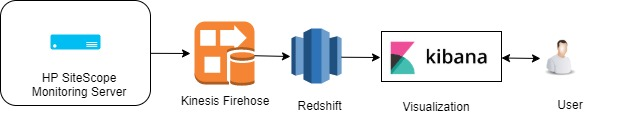 HP SiteScope
Monitoring Server
Kinesis Firehose
Redshift
kibana
Visualization
User